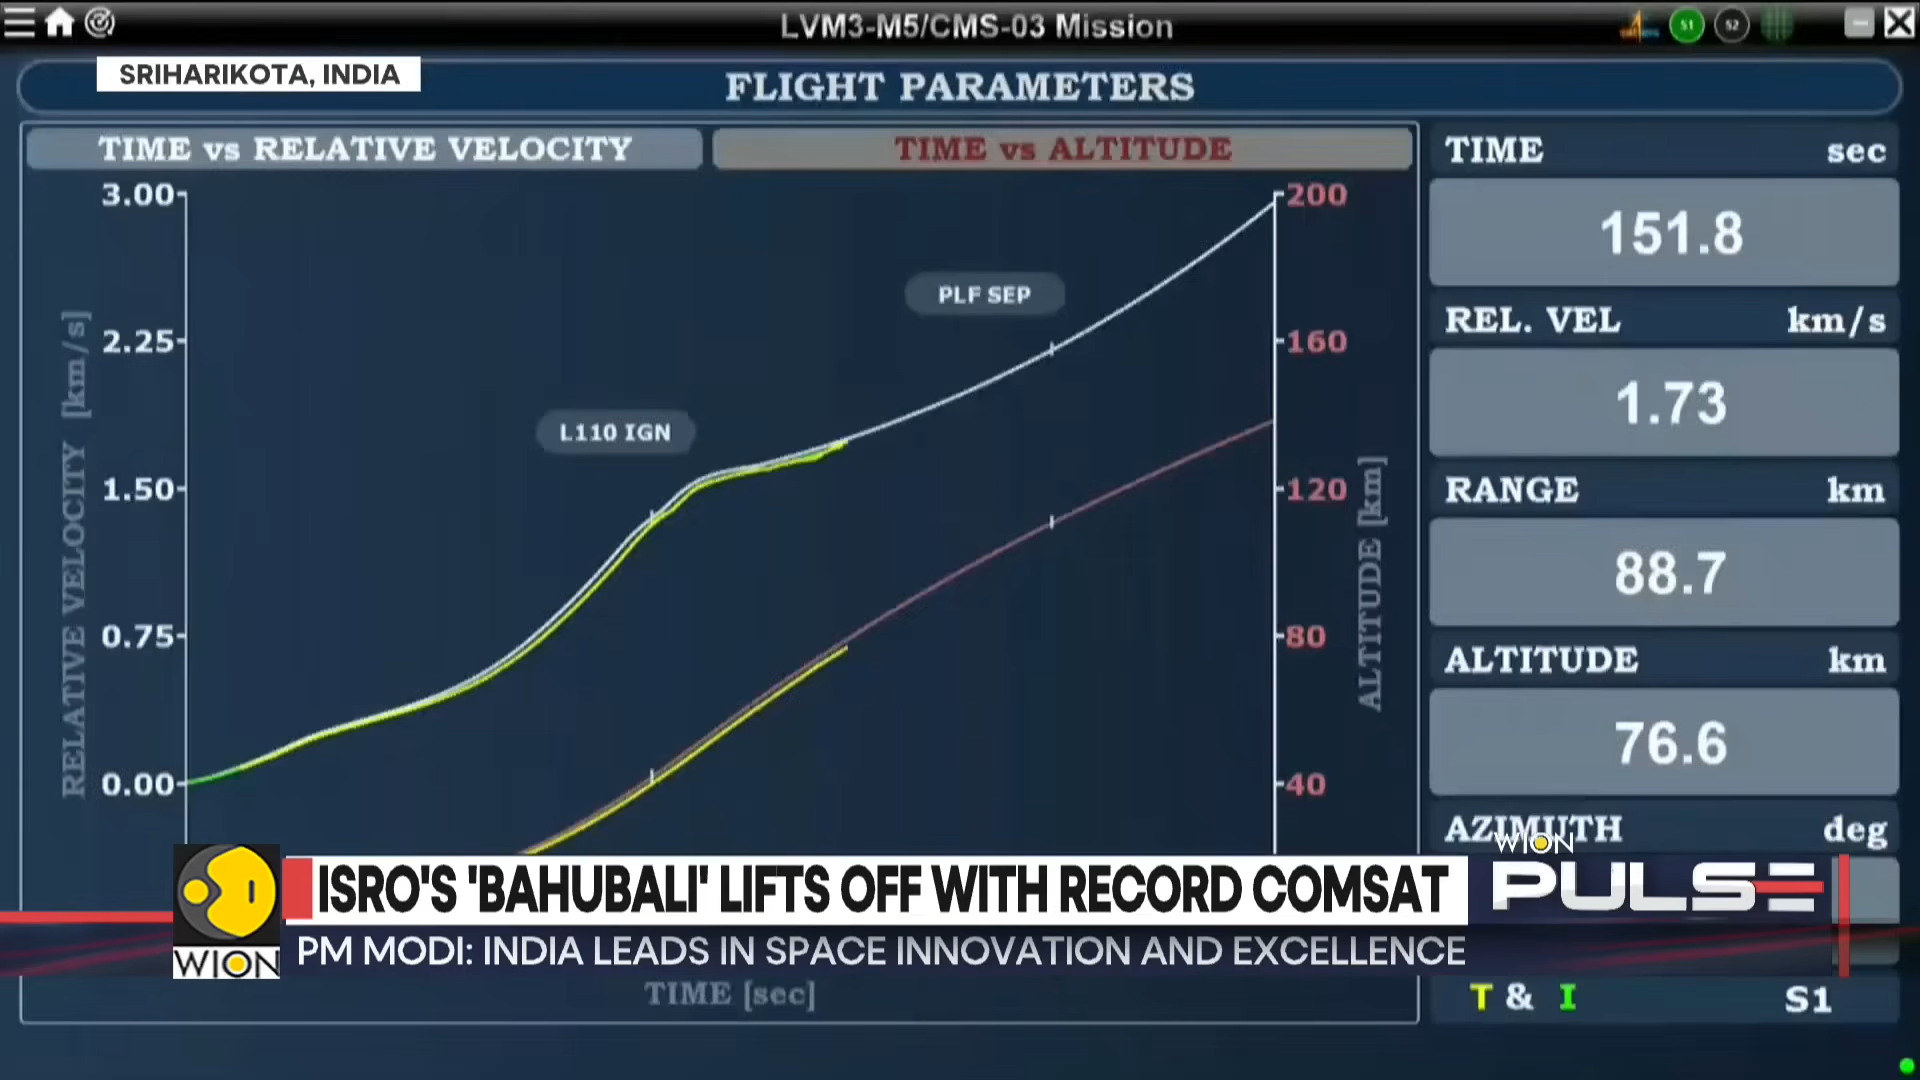 LVM3-M5/CMS-03 Mission
S1
S2
SRIHARIKOTA, INDIA
FLIGHT PARAMETERS
TIME vs RELATIVE VELOCITY
TIME vs ALTITUDE
TIME sec
151.8
REL. VEL km/s
1.73
RANGE km
88.7
ALTITUDE km
76.6
AZIMUTH deg
3.00
2.25
1.50
0.75
0.00
RELATIVE VELOCITY [km/s]
L110 IGN
PLF SEP
200
160
120
80
40
ALTITUDE [km]
WION
PULSE
ISRO'S 'BAHUBALI' LIFTS OFF WITH RECORD COMSAT
PM MODI: INDIA LEADS IN SPACE INNOVATION AND EXCELLENCE
WION
TIME [sec]
T & I S1